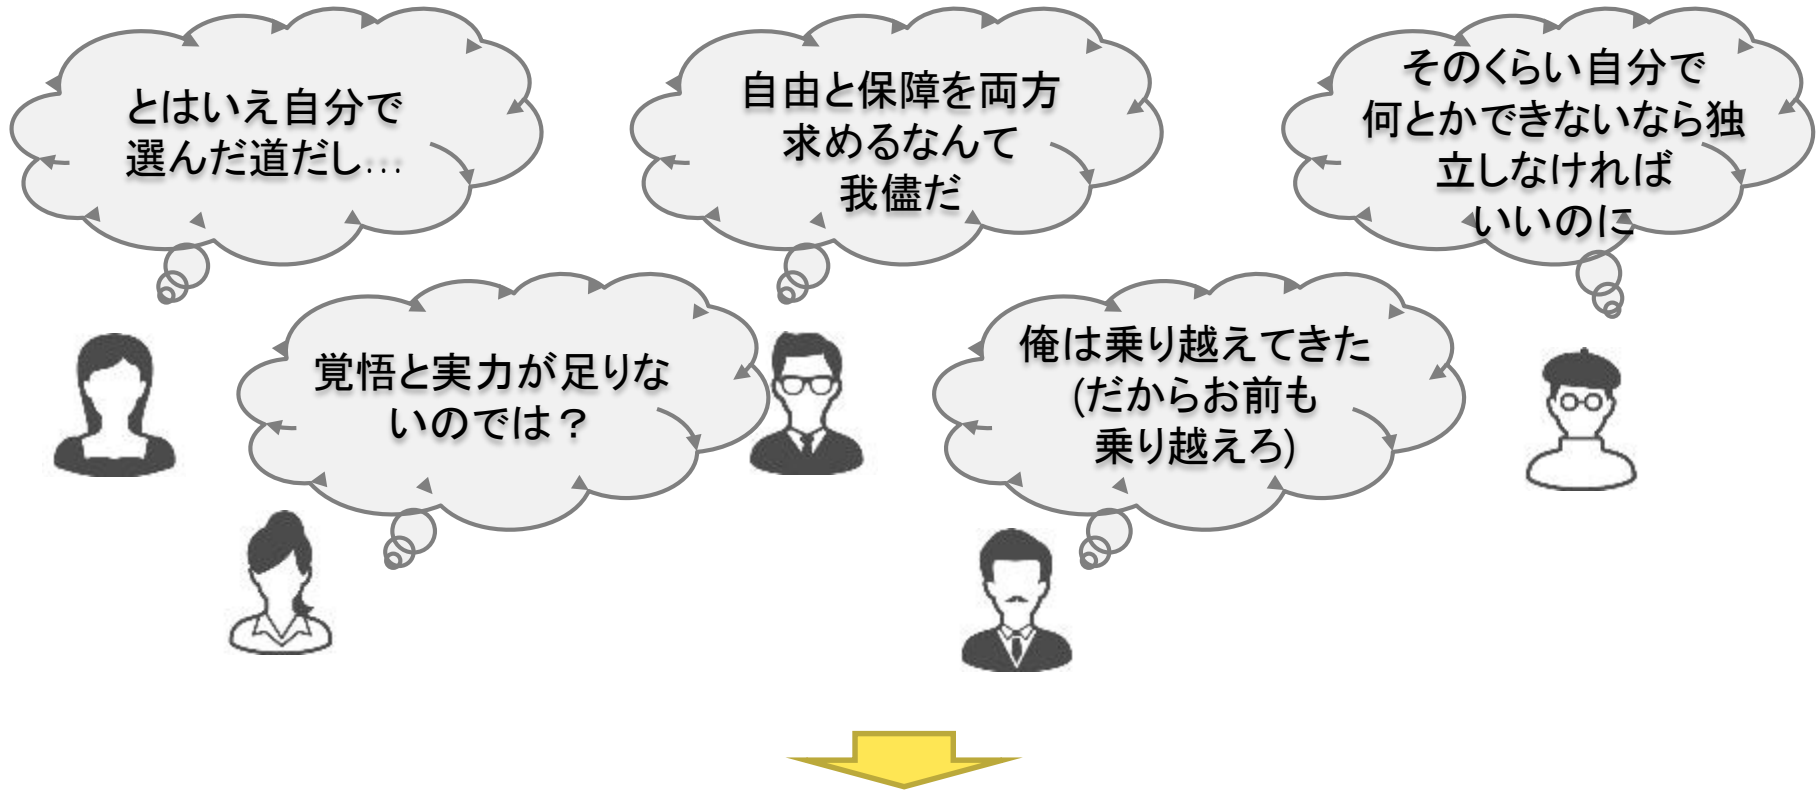 とはいえ自分で
選んだ道だし…
自由と保障を両方
求めるなんて
我儘だ
そのくらい自分で
何とかできないなら独
立しなければ
いいのに
覚悟と実力が足りな
いのでは？
俺は乗り越えてきた
(だからお前も
乗り越えろ)